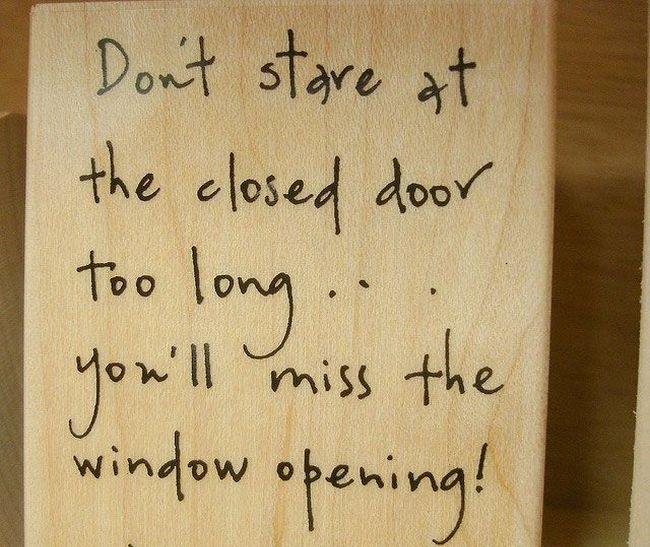 Don't stare at
the closed door
too long . . .
you'll miss the
window opening!